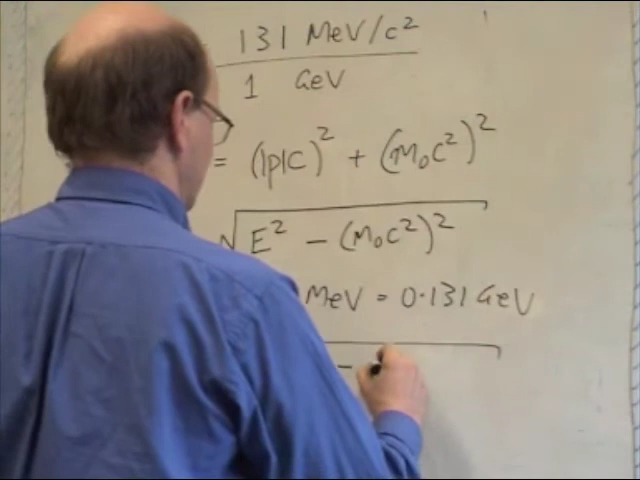 131 MeV/c²
1 GeV
= (|p|c)² + (M₀c²)²
√E² − (M₀c²)²
MeV = 0·131 GeV
−